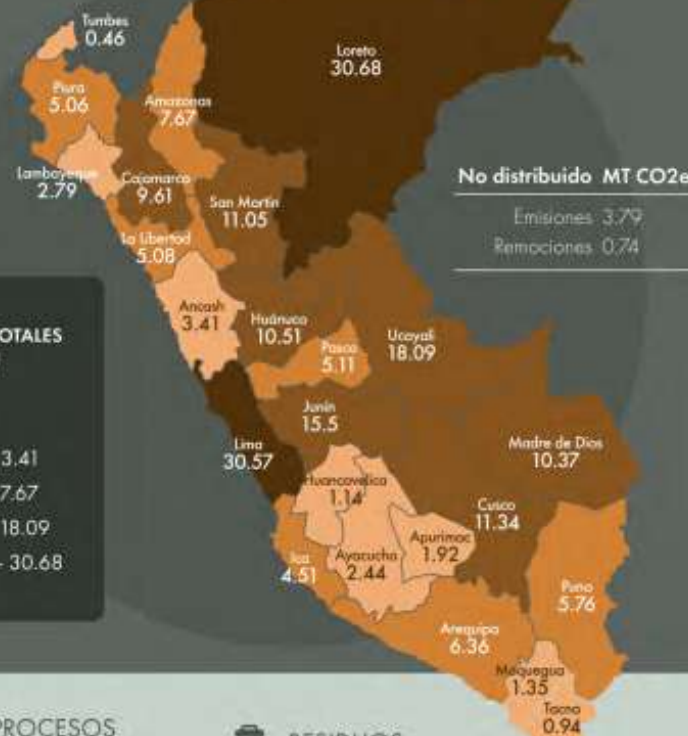 Tumbes
0.46
Loreto
30.68
Piura
5.06
Amazonas
7.67
Lambayeque
2.79
Cajamarca
9.61
San Martin
11.05
No distribuido MT CO2e
Emisiones 3.79
Remociones 0.74
La Libertad
5.08
Ancash
3.41
Huánuco
10.51
Pasco
5.11
Ucayali
18.09
OTALES
Junín
15.5
Lima
30.57
Madre de Dios
10.37
3.41
7.67
18.09
- 30.68
Huancavelica
1.14
Cusco
11.34
Apurimac
1.92
Ica
4.51
Ayacucho
2.44
Puno
5.76
Arequipa
6.36
Moquegua
1.35
Tacna
0.94
PROCESOS
RESIDUOS